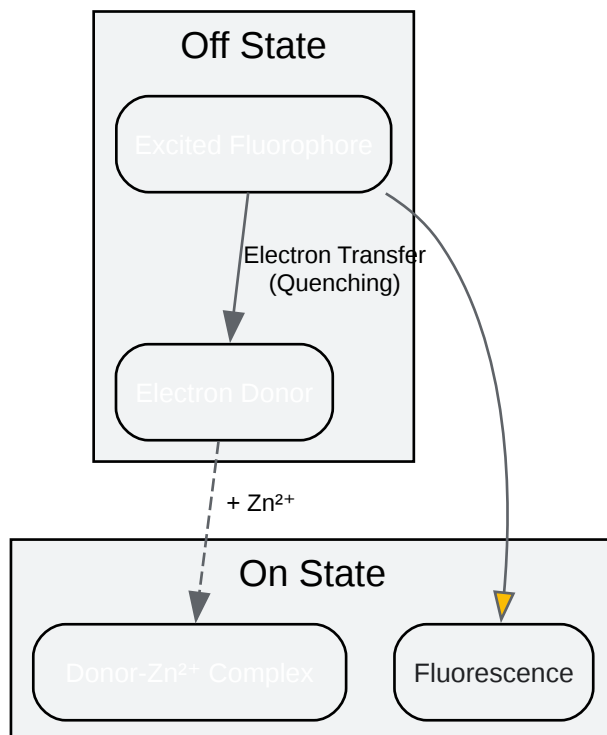 Off State
Excited Fluorophore
Electron Transfer
(Quenching)
Electron Donor
+ Zn²⁺
On State
Donor-Zn²⁺ Complex
Fluorescence